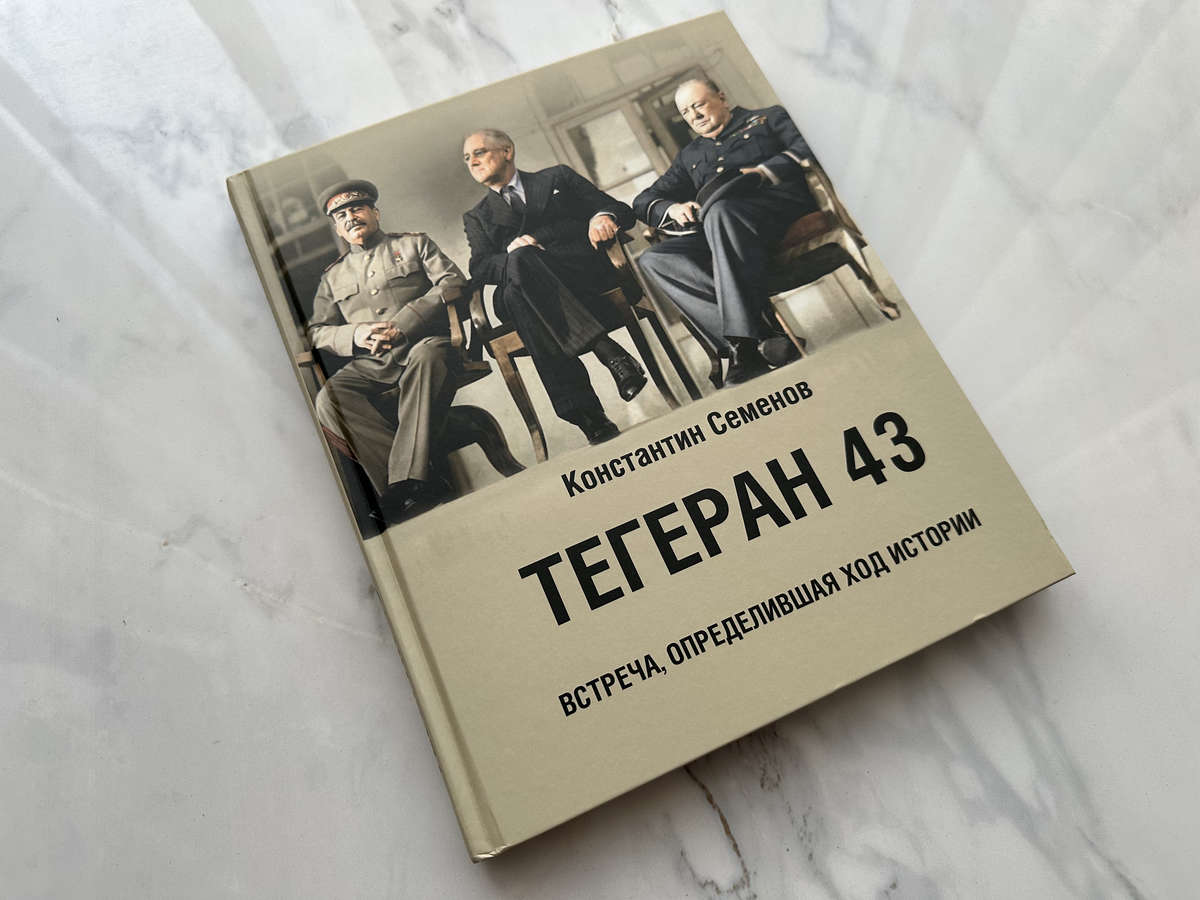 Константин Семенов
ТЕГЕРАН 43
ВСТРЕЧА, ОПРЕДЕЛИВШАЯ ХОД ИСТОРИИ